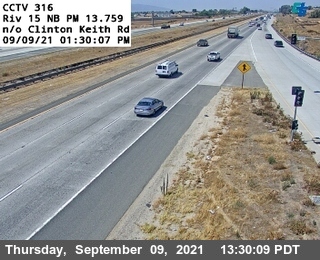 CCTV 316
Riv 15 NB PM 13.759
n/o Clinton Keith Rd
09/09/21 01:30:07 PM
Thursday, September 09, 2021 13:30:09 PDT